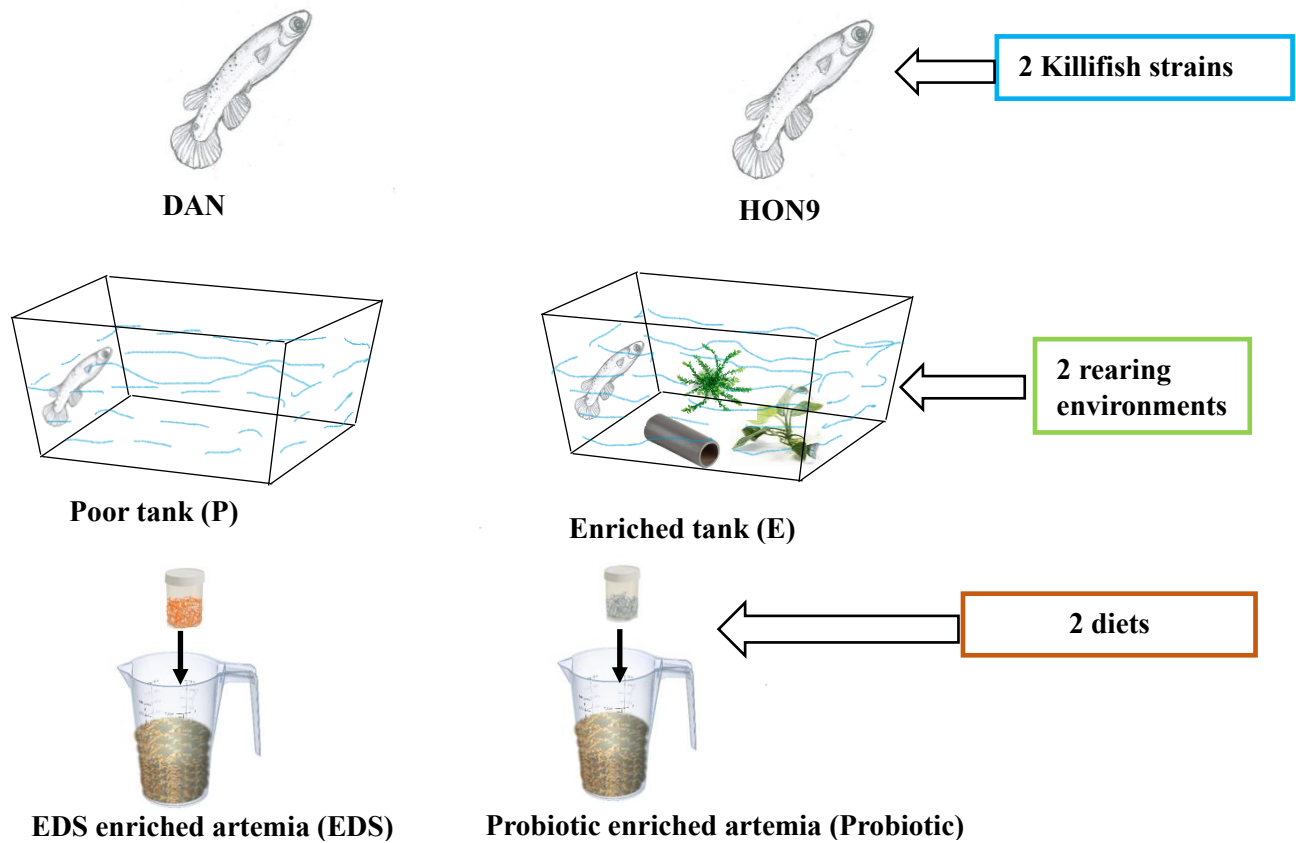 2 Killifish strains
DAN
HON9
2 rearing
environments
Poor tank (P)
Enriched tank (E)
2 diets
EDS enriched artemia (EDS)
Probiotic enriched artemia (Probiotic)